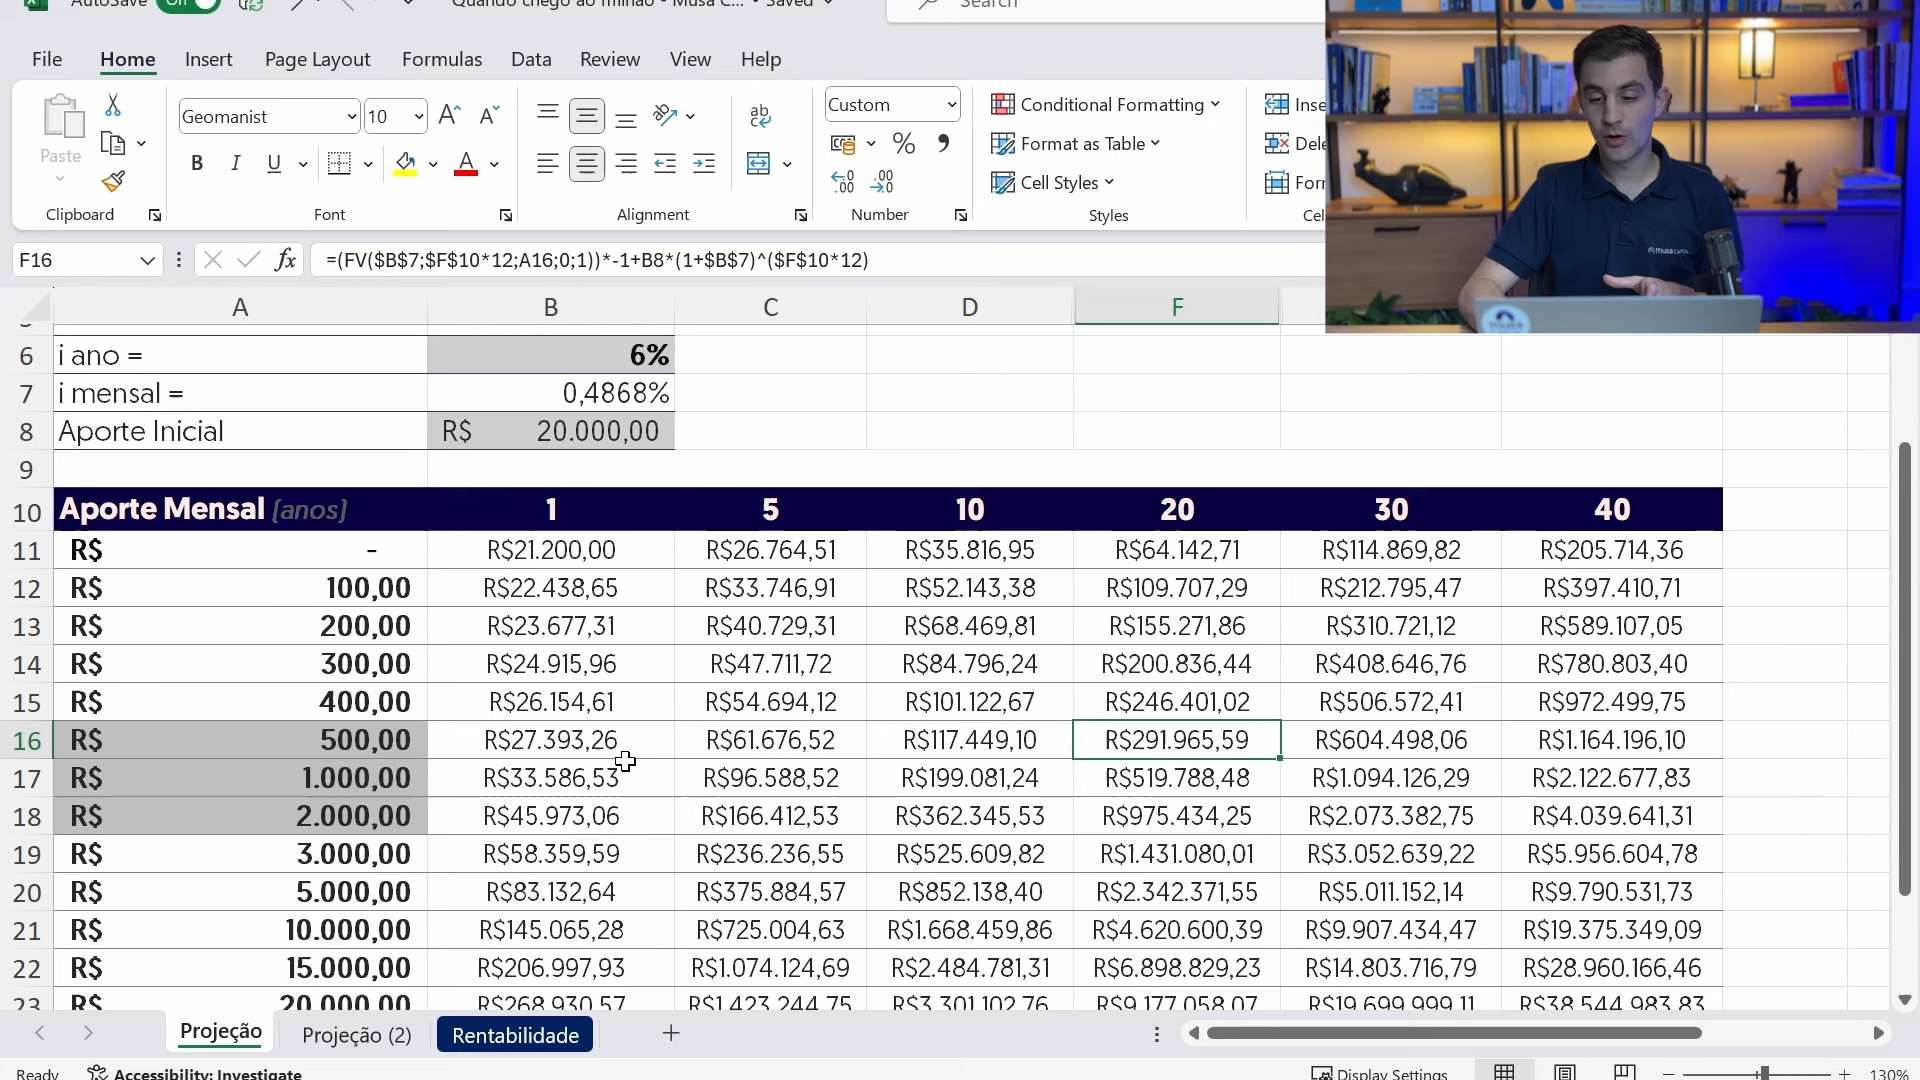 AutoSave On Quando chego ao milhão - Musa C... • Saved Search
File Home Insert Page Layout Formulas Data Review View Help
Paste Geomanist 10 Custom Conditional Formatting
Format as Table
Cell Styles
Clipboard Font Alignment Number Styles
F16 =(FV($B$7;$F$10*12;A16;0;1))*-1+B8*(1+$B$7)^($F$10*12)
A B C D F
6 i ano = 6%
7 i mensal = 0,4868%
8 Aporte Inicial R$ 20.000,00
9
10 Aporte Mensal (anos) 1 5 10 20 30 40
11 R$ - R$21.200,00 R$26.764,51 R$35.816,95 R$64.142,71 R$114.869,82 R$205.714,36
12 R$ 100,00 R$22.438,65 R$33.746,91 R$52.143,38 R$109.707,29 R$212.795,47 R$397.410,71
13 R$ 200,00 R$23.677,31 R$40.729,31 R$68.469,81 R$155.271,86 R$310.721,12 R$589.107,05
14 R$ 300,00 R$24.915,96 R$47.711,72 R$84.796,24 R$200.836,44 R$408.646,76 R$780.803,40
15 R$ 400,00 R$26.154,61 R$54.694,12 R$101.122,67 R$246.401,02 R$506.572,41 R$972.499,75
16 R$ 500,00 R$27.393,26 R$61.676,52 R$117.449,10 R$291.965,59 R$604.498,06 R$1.164.196,10
17 R$ 1.000,00 R$33.586,53 R$96.588,52 R$199.081,24 R$519.788,48 R$1.094.126,29 R$2.122.677,83
18 R$ 2.000,00 R$45.973,06 R$166.412,53 R$362.345,53 R$975.434,25 R$2.073.382,75 R$4.039.641,31
19 R$ 3.000,00 R$58.359,59 R$236.236,55 R$525.609,82 R$1.431.080,01 R$3.052.639,22 R$5.956.604,78
20 R$ 5.000,00 R$83.132,64 R$375.884,57 R$852.138,40 R$2.342.371,55 R$5.011.152,14 R$9.790.531,73
21 R$ 10.000,00 R$145.065,28 R$725.004,63 R$1.668.459,86 R$4.620.600,39 R$9.907.434,47 R$19.375.349,09
22 R$ 15.000,00 R$206.997,93 R$1.074.124,69 R$2.484.781,31 R$6.898.829,23 R$14.803.716,79 R$28.960.166,46
23 R$ 20.000,00 R$268.930,57 R$1.423.244,75 R$3.301.102,76 R$9.177.058,07 R$19.699.999,11 R$38.544.983,83
Projeção Projeção (2) Rentabilidade
Ready Accessibility: Investigate Display Settings 130%